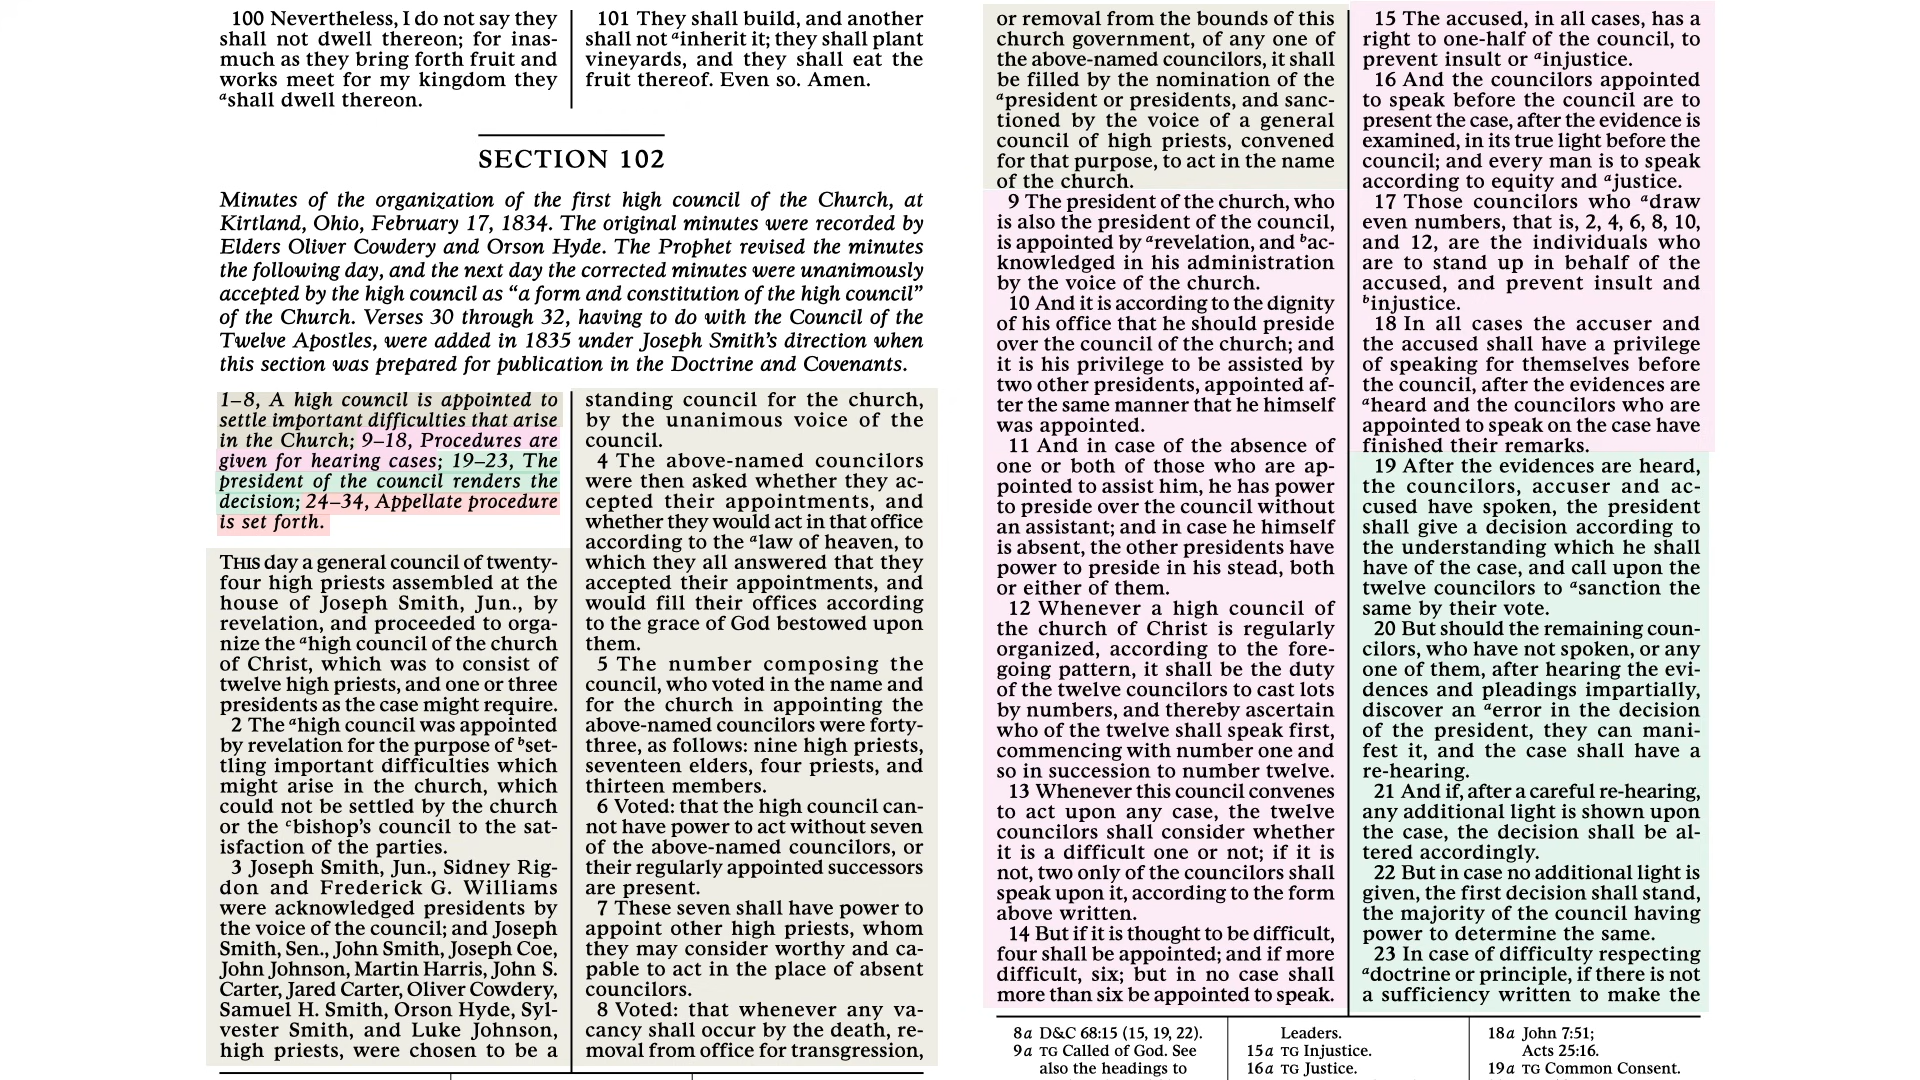 100 Nevertheless, I do not say they
shall not dwell thereon; for inas-
much as they bring forth fruit and
works meet for my kingdom they
ᵃshall dwell thereon.
101 They shall build, and another
shall not ᵃinherit it; they shall plant
vineyards, and they shall eat the
fruit thereof. Even so. Amen.
SECTION 102
Minutes of the organization of the first high council of the Church, at
Kirtland, Ohio, February 17, 1834. The original minutes were recorded by
Elders Oliver Cowdery and Orson Hyde. The Prophet revised the minutes
the following day, and the next day the corrected minutes were unanimously
accepted by the high council as “a form and constitution of the high council”
of the Church. Verses 30 through 32, having to do with the Council of the
Twelve Apostles, were added in 1835 under Joseph Smith’s direction when
this section was prepared for publication in the Doctrine and Covenants.
1–8, A high council is appointed to
settle important difficulties that arise
in the Church; 9–18, Procedures are
given for hearing cases; 19–23, The
president of the council renders the
decision; 24–34, Appellate procedure
is set forth.
THIS day a general council of twenty-
four high priests assembled at the
house of Joseph Smith, Jun., by
revelation, and proceeded to orga-
nize the ᵃhigh council of the church
of Christ, which was to consist of
twelve high priests, and one or three
presidents as the case might require.
2 The ᵃhigh council was appointed
by revelation for the purpose of ᵇset-
tling important difficulties which
might arise in the church, which
could not be settled by the church
or the ᶜbishop’s council to the sat-
isfaction of the parties.
3 Joseph Smith, Jun., Sidney Rig-
don and Frederick G. Williams
were acknowledged presidents by
the voice of the council; and Joseph
Smith, Sen., John Smith, Joseph Coe,
John Johnson, Martin Harris, John S.
Carter, Jared Carter, Oliver Cowdery,
Samuel H. Smith, Orson Hyde, Syl-
vester Smith, and Luke Johnson,
high priests, were chosen to be a
standing council for the church,
by the unanimous voice of the
council.
4 The above-named councilors
were then asked whether they ac-
cepted their appointments, and
whether they would act in that office
according to the ᵃlaw of heaven, to
which they all answered that they
accepted their appointments, and
would fill their offices according
to the grace of God bestowed upon
them.
5 The number composing the
council, who voted in the name and
for the church in appointing the
above-named councilors were forty-
three, as follows: nine high priests,
seventeen elders, four priests, and
thirteen members.
6 Voted: that the high council can-
not have power to act without seven
of the above-named councilors, or
their regularly appointed successors
are present.
7 These seven shall have power to
appoint other high priests, whom
they may consider worthy and ca-
pable to act in the place of absent
councilors.
8 Voted: that whenever any va-
cancy shall occur by the death, re-
moval from office for transgression,
or removal from the bounds of this
church government, of any one of
the above-named councilors, it shall
be filled by the nomination of the
ᵃpresident or presidents, and sanc-
tioned by the voice of a general
council of high priests, convened
for that purpose, to act in the name
of the church.
9 The president of the church, who
is also the president of the council,
is appointed by ᵃrevelation, and ᵇac-
knowledged in his administration
by the voice of the church.
10 And it is according to the dignity
of his office that he should preside
over the council of the church; and
it is his privilege to be assisted by
two other presidents, appointed af-
ter the same manner that he himself
was appointed.
11 And in case of the absence of
one or both of those who are ap-
pointed to assist him, he has power
to preside over the council without
an assistant; and in case he himself
is absent, the other presidents have
power to preside in his stead, both
or either of them.
12 Whenever a high council of
the church of Christ is regularly
organized, according to the fore-
going pattern, it shall be the duty
of the twelve councilors to cast lots
by numbers, and thereby ascertain
who of the twelve shall speak first,
commencing with number one and
so in succession to number twelve.
13 Whenever this council convenes
to act upon any case, the twelve
councilors shall consider whether
it is a difficult one or not; if it is
not, two only of the councilors shall
speak upon it, according to the form
above written.
14 But if it is thought to be difficult,
four shall be appointed; and if more
difficult, six; but in no case shall
more than six be appointed to speak.
15 The accused, in all cases, has a
right to one-half of the council, to
prevent insult or ᵃinjustice.
16 And the councilors appointed
to speak before the council are to
present the case, after the evidence is
examined, in its true light before the
council; and every man is to speak
according to equity and ᵃjustice.
17 Those councilors who ᵃdraw
even numbers, that is, 2, 4, 6, 8, 10,
and 12, are the individuals who
are to stand up in behalf of the
accused, and prevent insult and
ᵇinjustice.
18 In all cases the accuser and
the accused shall have a privilege
of speaking for themselves before
the council, after the evidences are
ᵃheard and the councilors who are
appointed to speak on the case have
finished their remarks.
19 After the evidences are heard,
the councilors, accuser and ac-
cused have spoken, the president
shall give a decision according to
the understanding which he shall
have of the case, and call upon the
twelve councilors to ᵃsanction the
same by their vote.
20 But should the remaining coun-
cilors, who have not spoken, or any
one of them, after hearing the evi-
dences and pleadings impartially,
discover an ᵃerror in the decision
of the president, they can mani-
fest it, and the case shall have a
re-hearing.
21 And if, after a careful re-hearing,
any additional light is shown upon
the case, the decision shall be al-
tered accordingly.
22 But in case no additional light is
given, the first decision shall stand,
the majority of the council having
power to determine the same.
23 In case of difficulty respecting
ᵃdoctrine or principle, if there is not
a sufficiency written to make the
8a D&C 68:15 (15, 19, 22).
9a TG Called of God. See
also the headings to
Leaders.
15a TG Injustice.
16a TG Justice.
18a John 7:51;
Acts 25:16.
19a TG Common Consent.